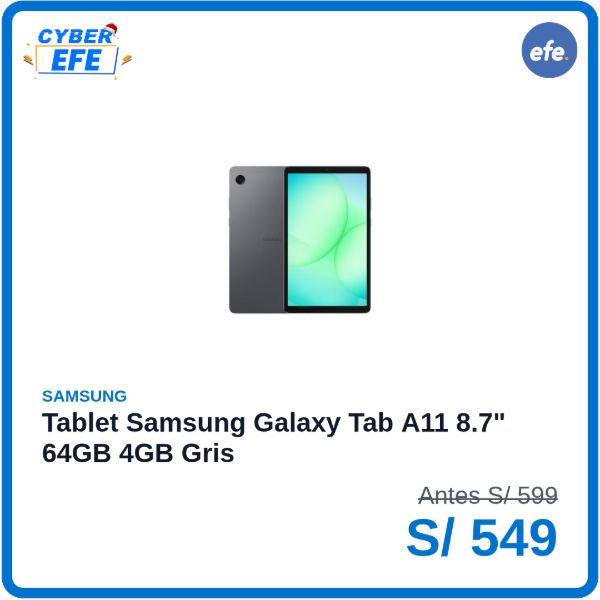 CYBER
EFE
efe.
SAMSUNG
Tablet Samsung Galaxy Tab A11 8.7"
64GB 4GB Gris
Antes S/ 599
S/ 549